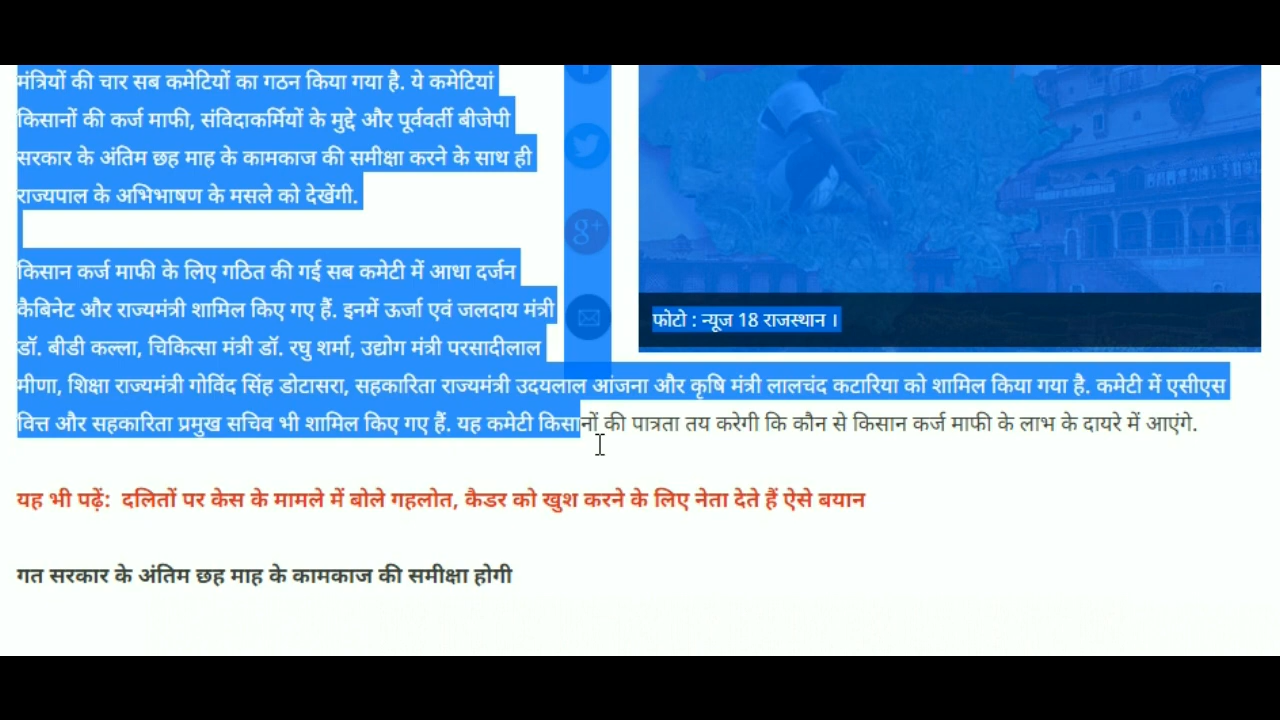 मंत्रियों की चार सब कमेटियों का गठन किया गया है. ये कमेटियां
किसानों की कर्ज माफी, संविदाकर्मियों के मुद्दे और पूर्ववर्ती बीजेपी
सरकार के अंतिम छह माह के कामकाज की समीक्षा करने के साथ ही
राज्यपाल के अभिभाषण के मसले को देखेंगी.
g+
फोटो : न्यूज 18 राजस्थान ।
किसान कर्ज माफी के लिए गठित की गई सब कमेटी में आधा दर्जन
कैबिनेट और राज्यमंत्री शामिल किए गए हैं. इनमें ऊर्जा एवं जलदाय मंत्री
डॉ. बीडी कल्ला, चिकित्सा मंत्री डॉ. रघु शर्मा, उद्योग मंत्री परसादीलाल
मीणा, शिक्षा राज्यमंत्री गोविंद सिंह डोटासरा, सहकारिता राज्यमंत्री उदयलाल आंजना और कृषि मंत्री लालचंद कटारिया को शामिल किया गया है. कमेटी में एसीएस
वित्त और सहकारिता प्रमुख सचिव भी शामिल किए गए हैं. यह कमेटी किसानों की पात्रता तय करेगी कि कौन से किसान कर्ज माफी के लाभ के दायरे में आएंगे.
यह भी पढ़ें: दलितों पर केस के मामले में बोले गहलोत, कैडर को खुश करने के लिए नेता देते हैं ऐसे बयान
गत सरकार के अंतिम छह माह के कामकाज की समीक्षा होगी